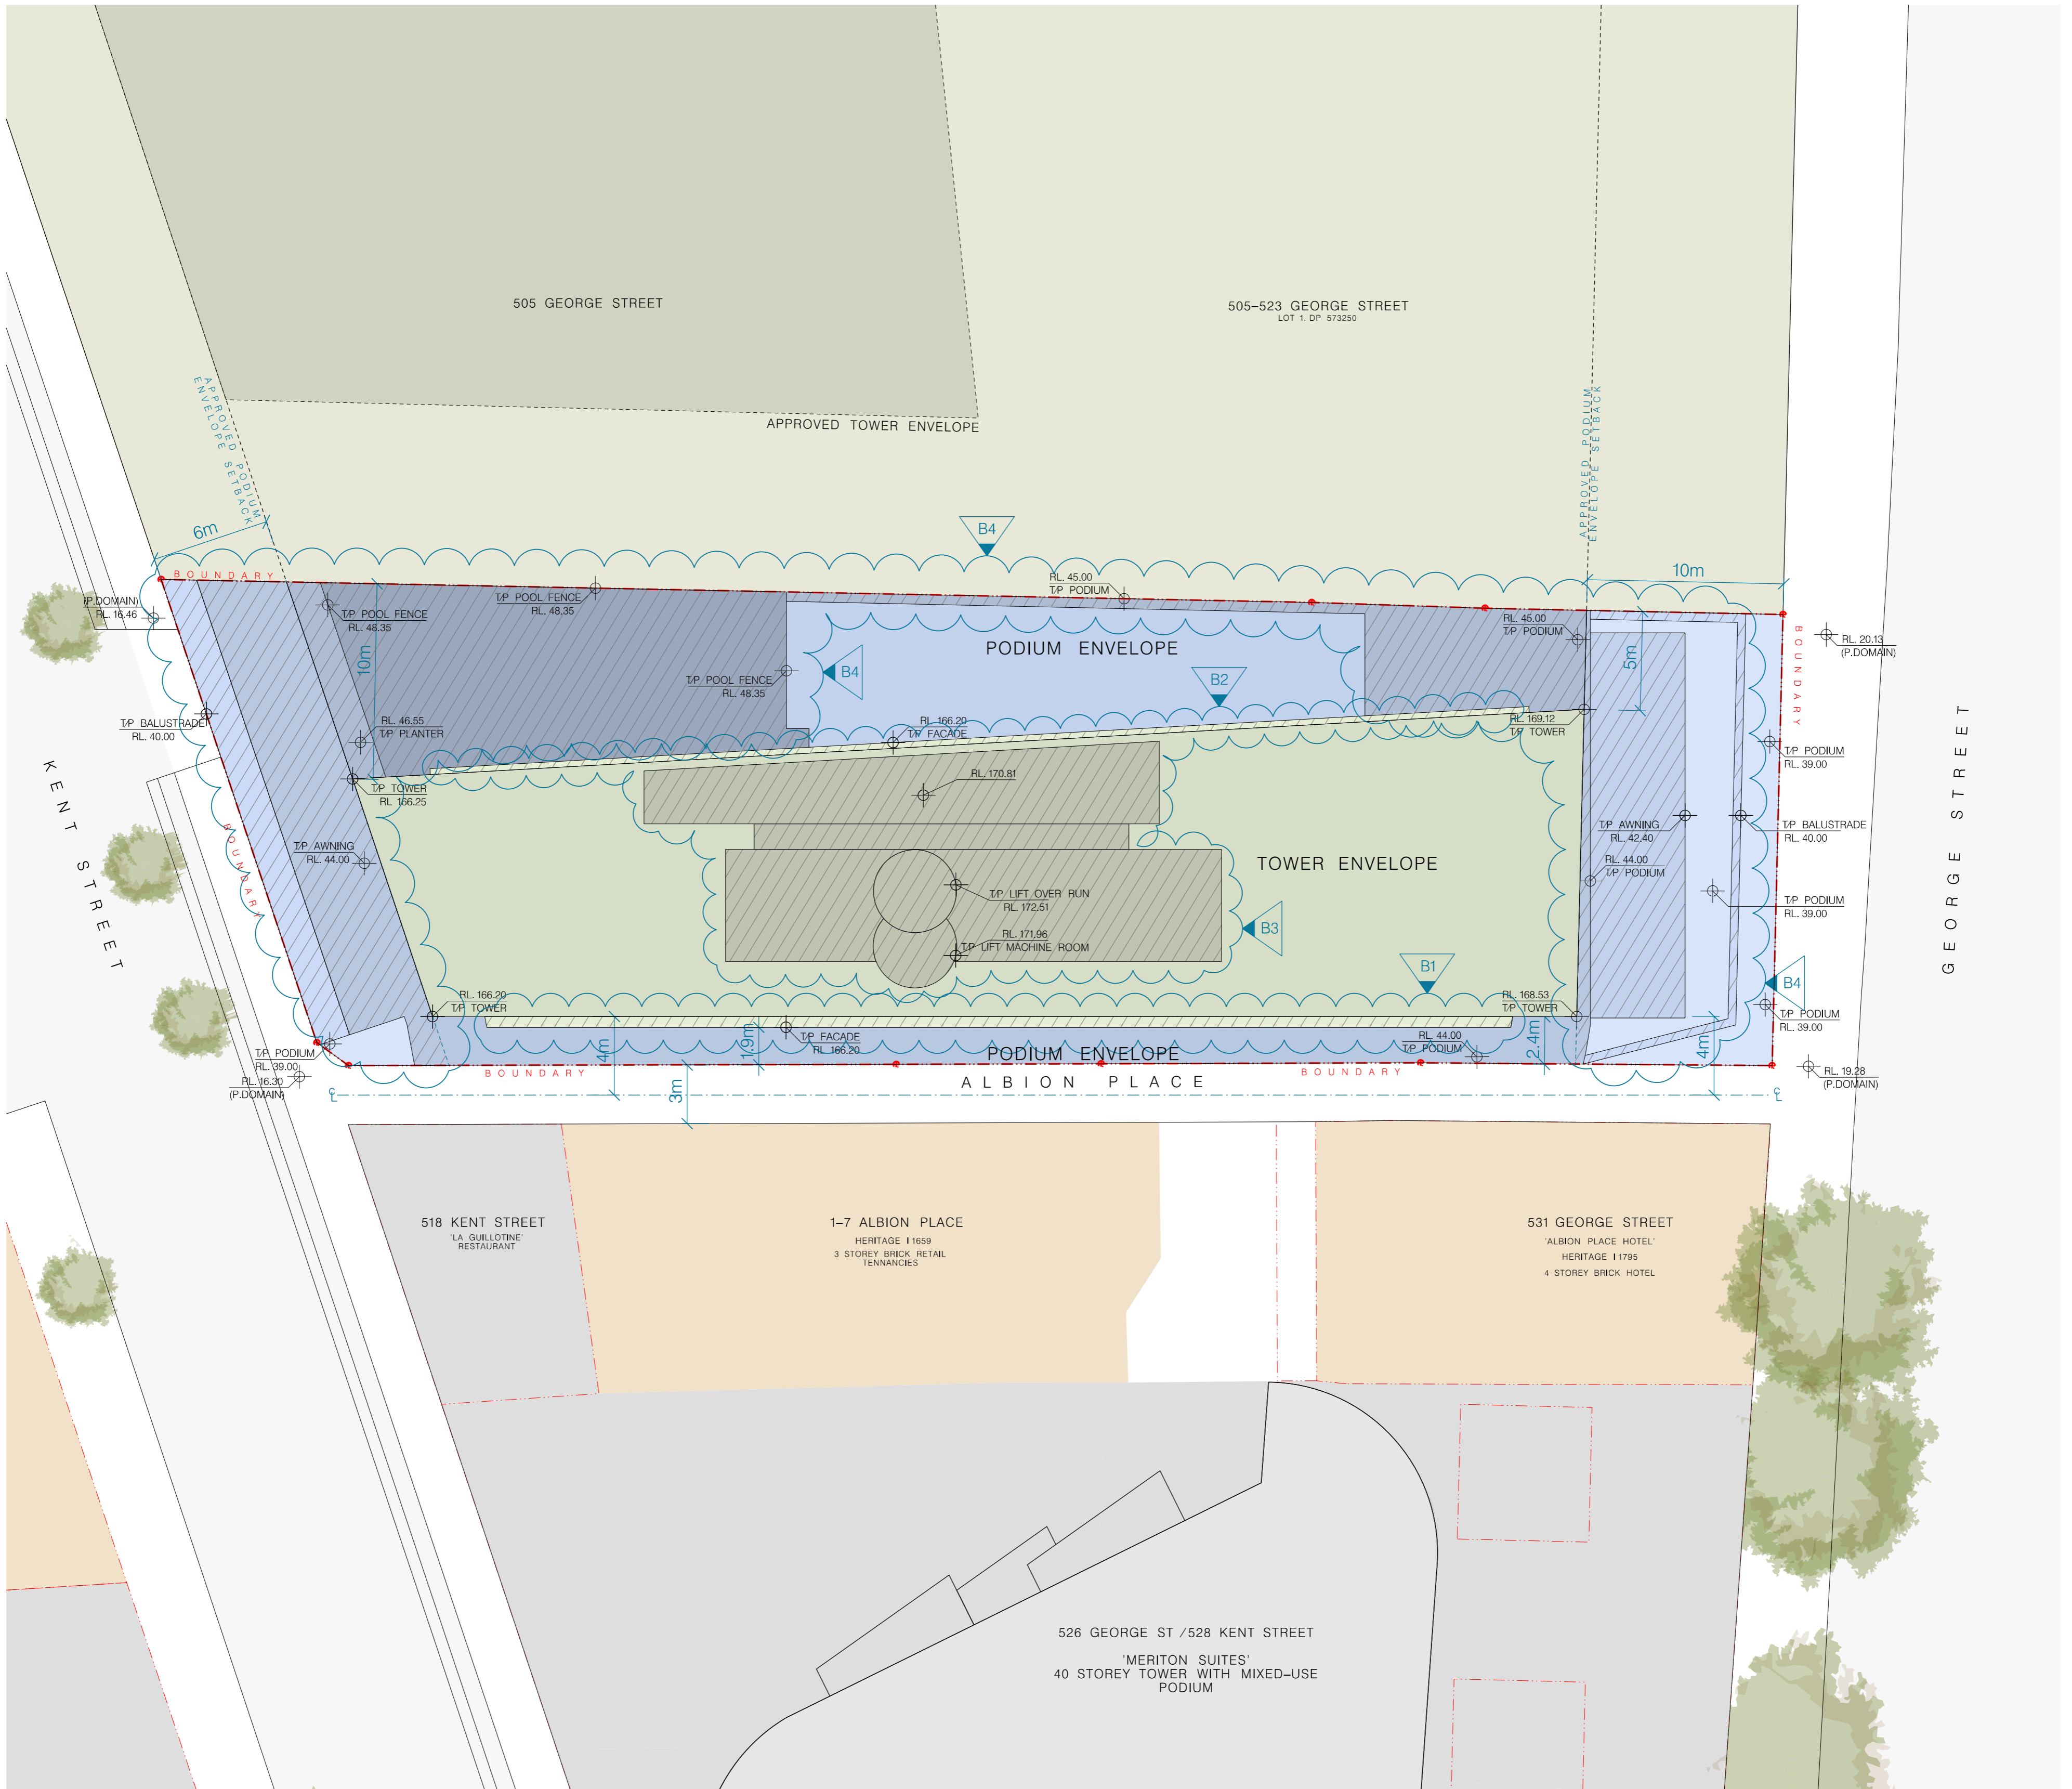 505 GEORGE STREET
505–523 GEORGE STREET
LOT 1. DP 573250
APPROVED PODIUM
ENVELOPE SETBACK
APPROVED TOWER ENVELOPE
APPROVED PODIUM
ENVELOPE SETBACK
6m
B4
10m
BOUNDARY
(P.DOMAIN)
RL. 16.46
T/P POOL FENCE
RL. 48.35
T/P POOL FENCE
RL. 48.35
RL. 45.00
T/P PODIUM
RL. 45.00
T/P PODIUM
BOUNDARY
RL. 20.13
(P.DOMAIN)
10m
PODIUM ENVELOPE
5m
T/P POOL FENCE
RL. 48.35
B4
B2
T/P BALUSTRADE
RL. 40.00
RL. 46.55
T/P PLANTER
RL. 166.20
T/P FACADE
RL. 169.12
T/P TOWER
T/P PODIUM
RL. 39.00
T/P TOWER
RL 166.25
RL. 170.81
KENT STREET
GEORGE STREET
BOUNDARY
T/P AWNING
RL. 44.00
T/P AWNING
RL. 42.40
T/P BALUSTRADE
RL. 40.00
TOWER ENVELOPE
RL. 44.00
T/P PODIUM
T/P LIFT OVER RUN
RL. 172.51
T/P PODIUM
RL. 39.00
RL. 171.96
T/P LIFT MACHINE ROOM
B3
B1
B4
RL. 166.20
T/P TOWER
RL. 168.53
T/P TOWER
T/P PODIUM
RL. 39.00
T/P FACADE
RL. 166.20
4m
1.9m
RL. 44.00
T/P PODIUM
2.4m
4m
T/P PODIUM
RL. 39.00
RL. 16.30
(P.DOMAIN)
PODIUM ENVELOPE
BOUNDARY
BOUNDARY
RL. 19.28
(P.DOMAIN)
ALBION PLACE
3m
℄
℄
518 KENT STREET
'LA GUILLOTINE'
RESTAURANT
1–7 ALBION PLACE
HERITAGE I 1659
3 STOREY BRICK RETAIL
TENNANCIES
531 GEORGE STREET
'ALBION PLACE HOTEL'
HERITAGE I 1795
4 STOREY BRICK HOTEL
526 GEORGE ST /528 KENT STREET
'MERITON SUITES'
40 STOREY TOWER WITH MIXED–USE
PODIUM